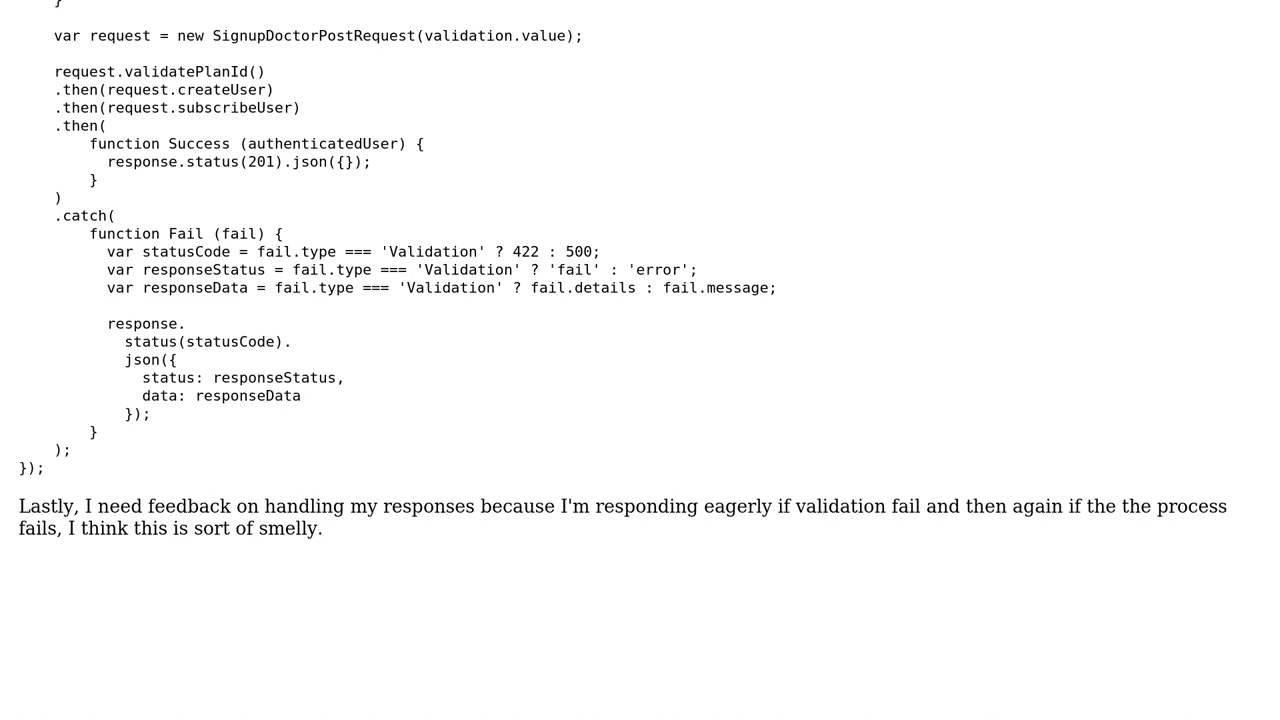 }
var request = new SignupDoctorPostRequest(validation.value);
request.validatePlanId()
.then(request.createUser)
.then(request.subscribeUser)
.then(
function Success (authenticatedUser) {
response.status(201).json({});
}
)
.catch(
function Fail (fail) {
var statusCode = fail.type === 'Validation' ? 422 : 500;
var responseStatus = fail.type === 'Validation' ? 'fail' : 'error';
var responseData = fail.type === 'Validation' ? fail.details : fail.message;
response.
status(statusCode).
json({
status: responseStatus,
data: responseData
});
}
);
});
Lastly, I need feedback on handling my responses because I'm responding eagerly if validation fail and then again if the the process
fails, I think this is sort of smelly.